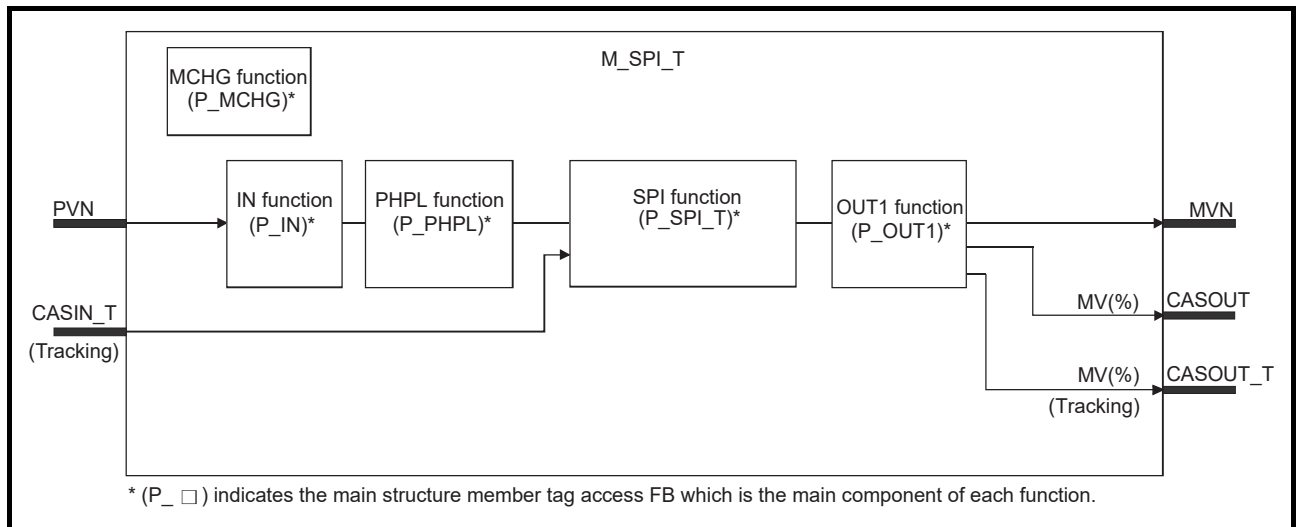 M_SPI_T
MCHG function
(P_MCHG)*
IN function
(P_IN)*
PHPL function
(P_PHPL)*
SPI function
(P_SPI_T)*
OUT1 function
(P_OUT1)*
PVN
MVN
CASIN_T
(Tracking)
MV(%)
CASOUT
MV(%)
(Tracking)
CASOUT_T
* (P_ □ ) indicates the main structure member tag access FB which is the main component of each function.